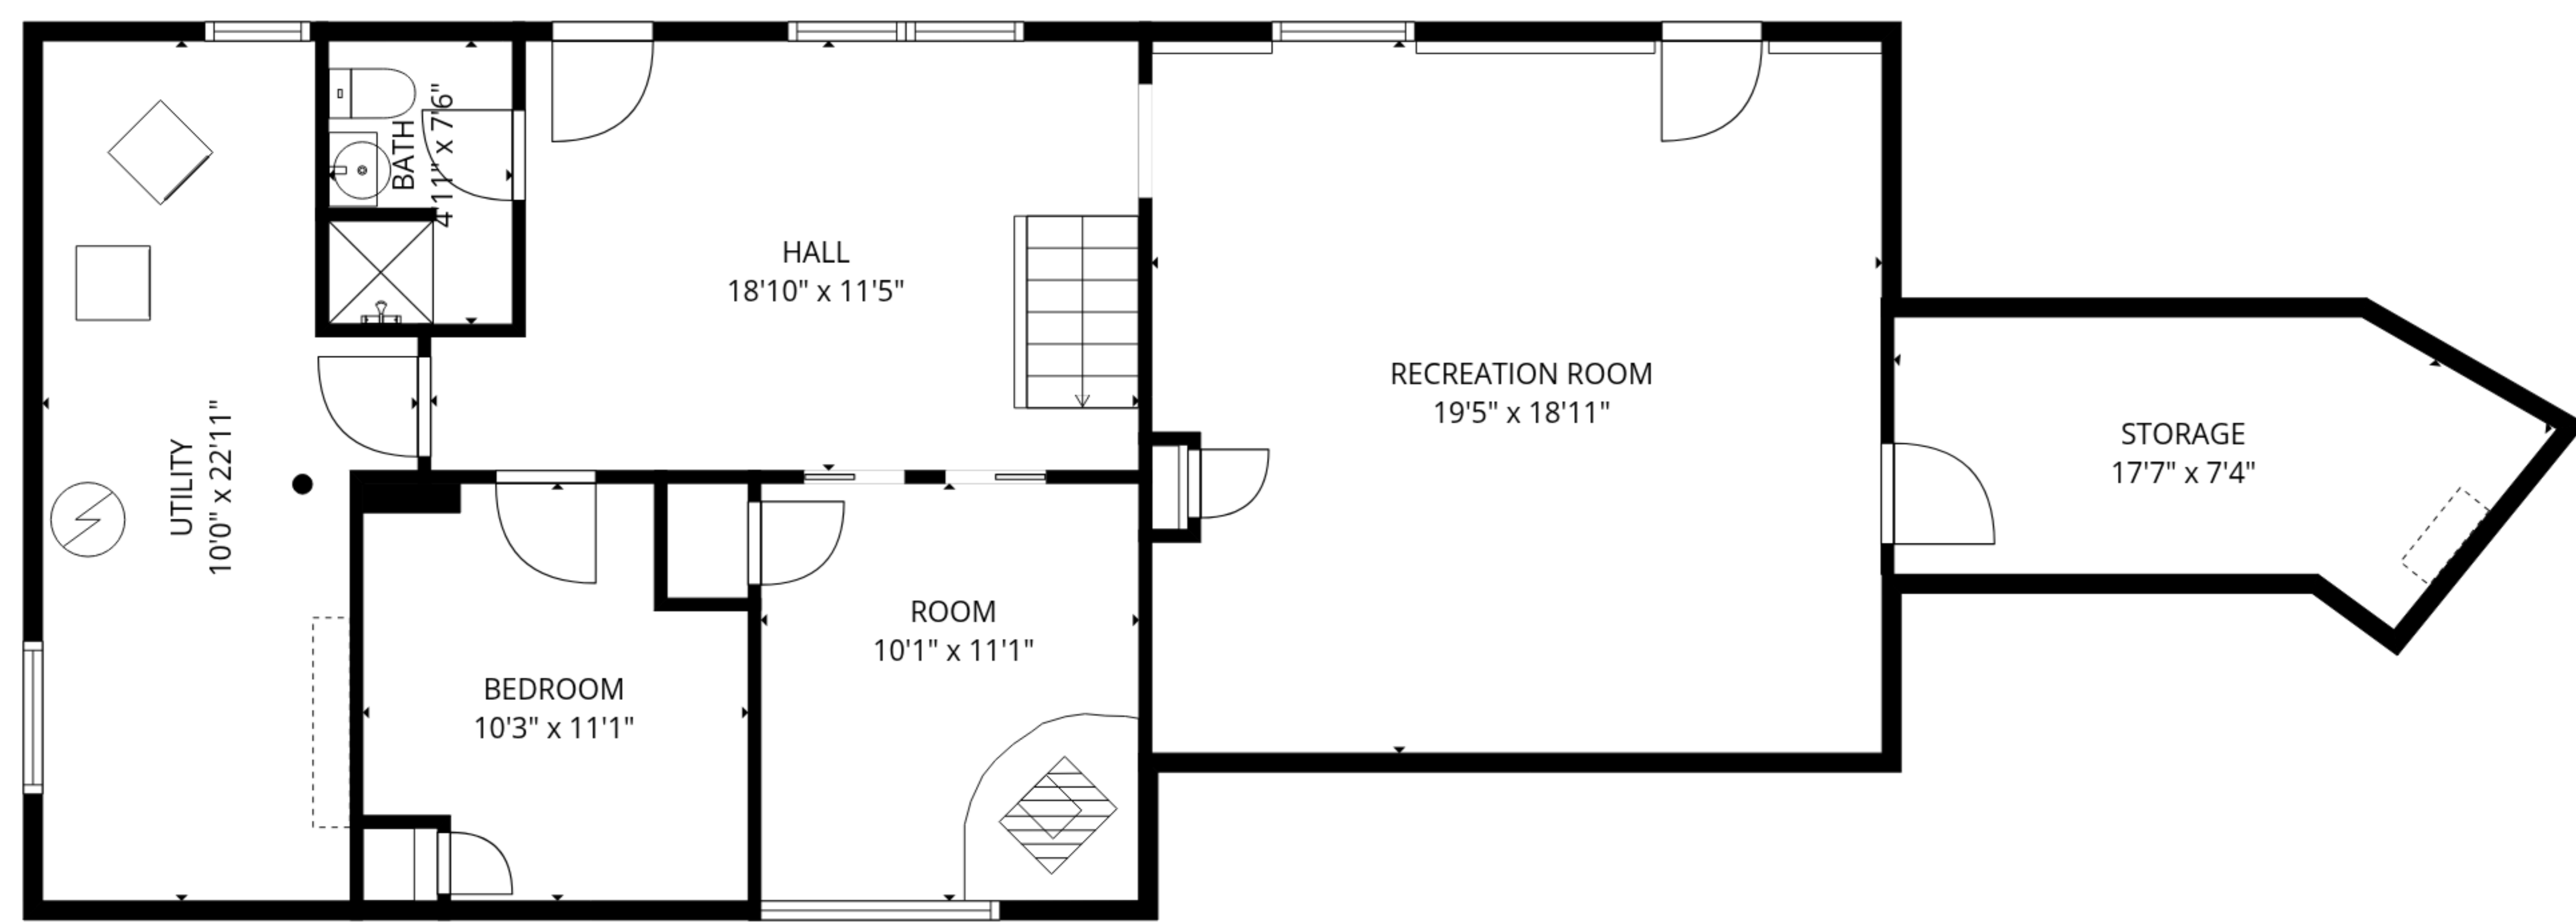 BATH
4'11" x 7'6"
HALL
18'10" x 11'5"
RECREATION ROOM
19'5" x 18'11"
STORAGE
17'7" x 7'4"
UTILITY
10'0" x 22'11"
ROOM
10'1" x 11'1"
BEDROOM
10'3" x 11'1"